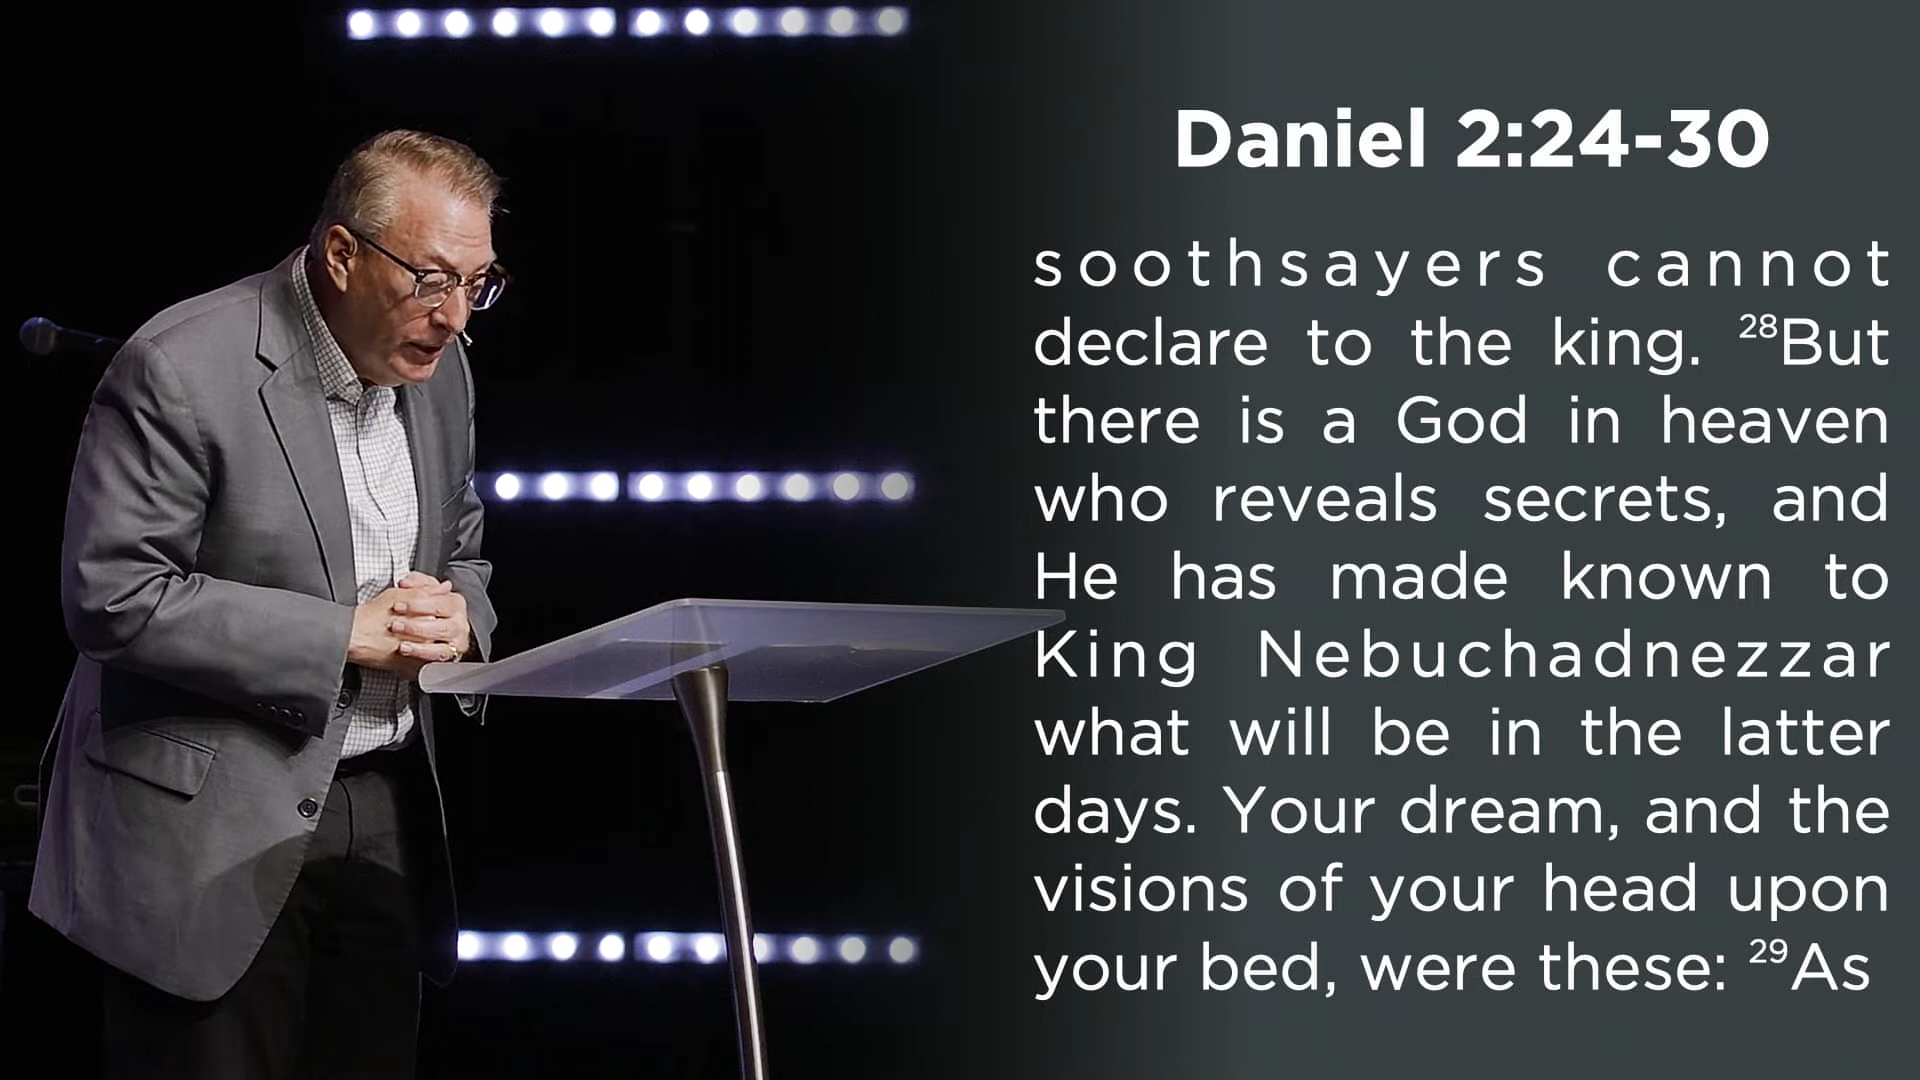 Daniel 2:24-30
soothsayers cannot
declare to the king. 28But
there is a God in heaven
who reveals secrets, and
He has made known to
King Nebuchadnezzar
what will be in the latter
days. Your dream, and the
visions of your head upon
your bed, were these: 29As